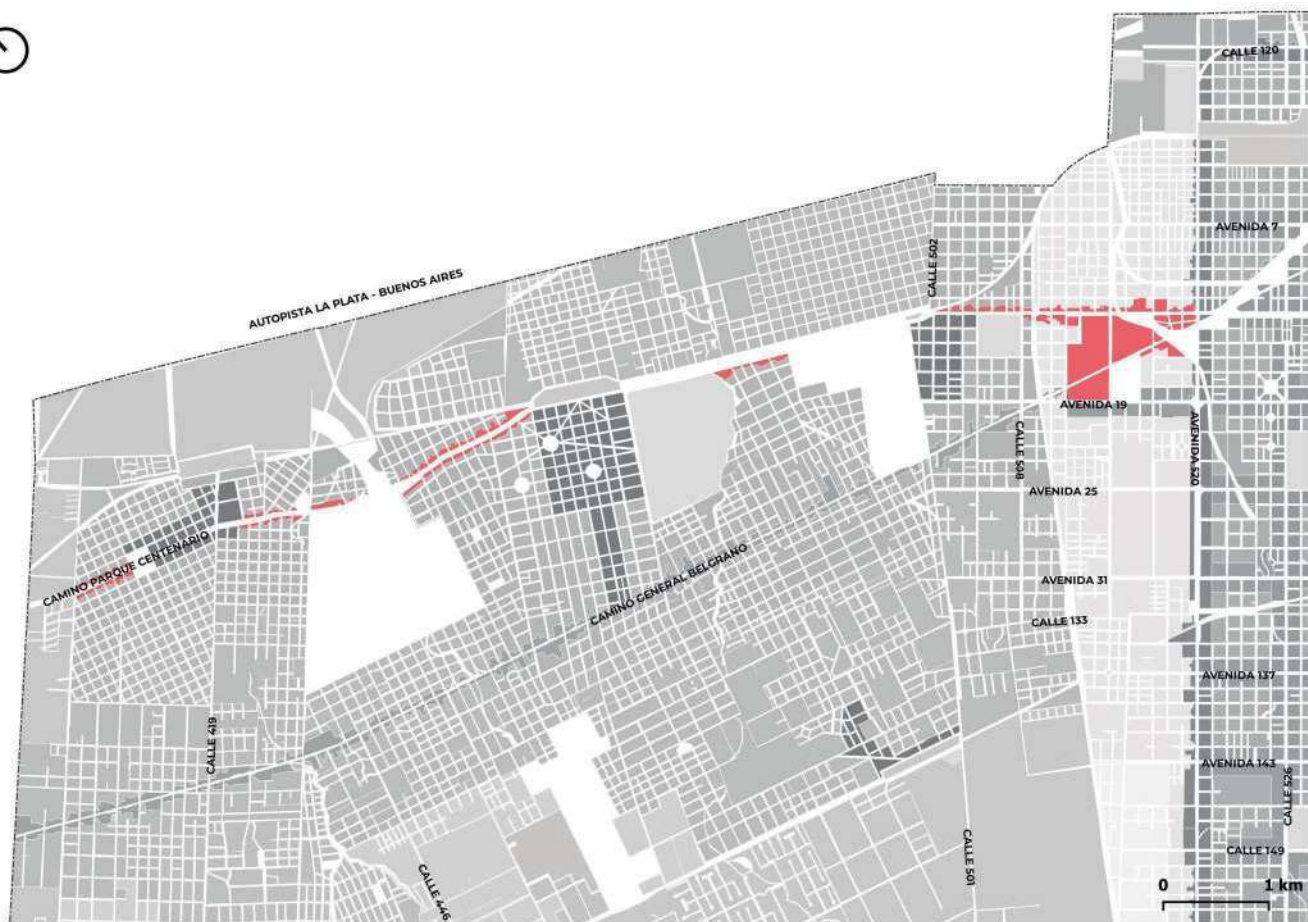 CALLE 120
AVENIDA 7
CALLE 502
AUTOPISTA LA PLATA - BUENOS AIRES
AVENIDA 19
CALLE 508
AVENIDA 520
AVENIDA 25
CAMINO PARQUE CENTENARIO
CAMINO GENERAL BELGRANO
AVENIDA 31
CALLE 133
AVENIDA 137
CALLE 419
AVENIDA 143
CALLE 526
CALLE 149
CALLE 501
CALLE 446
0 1 km